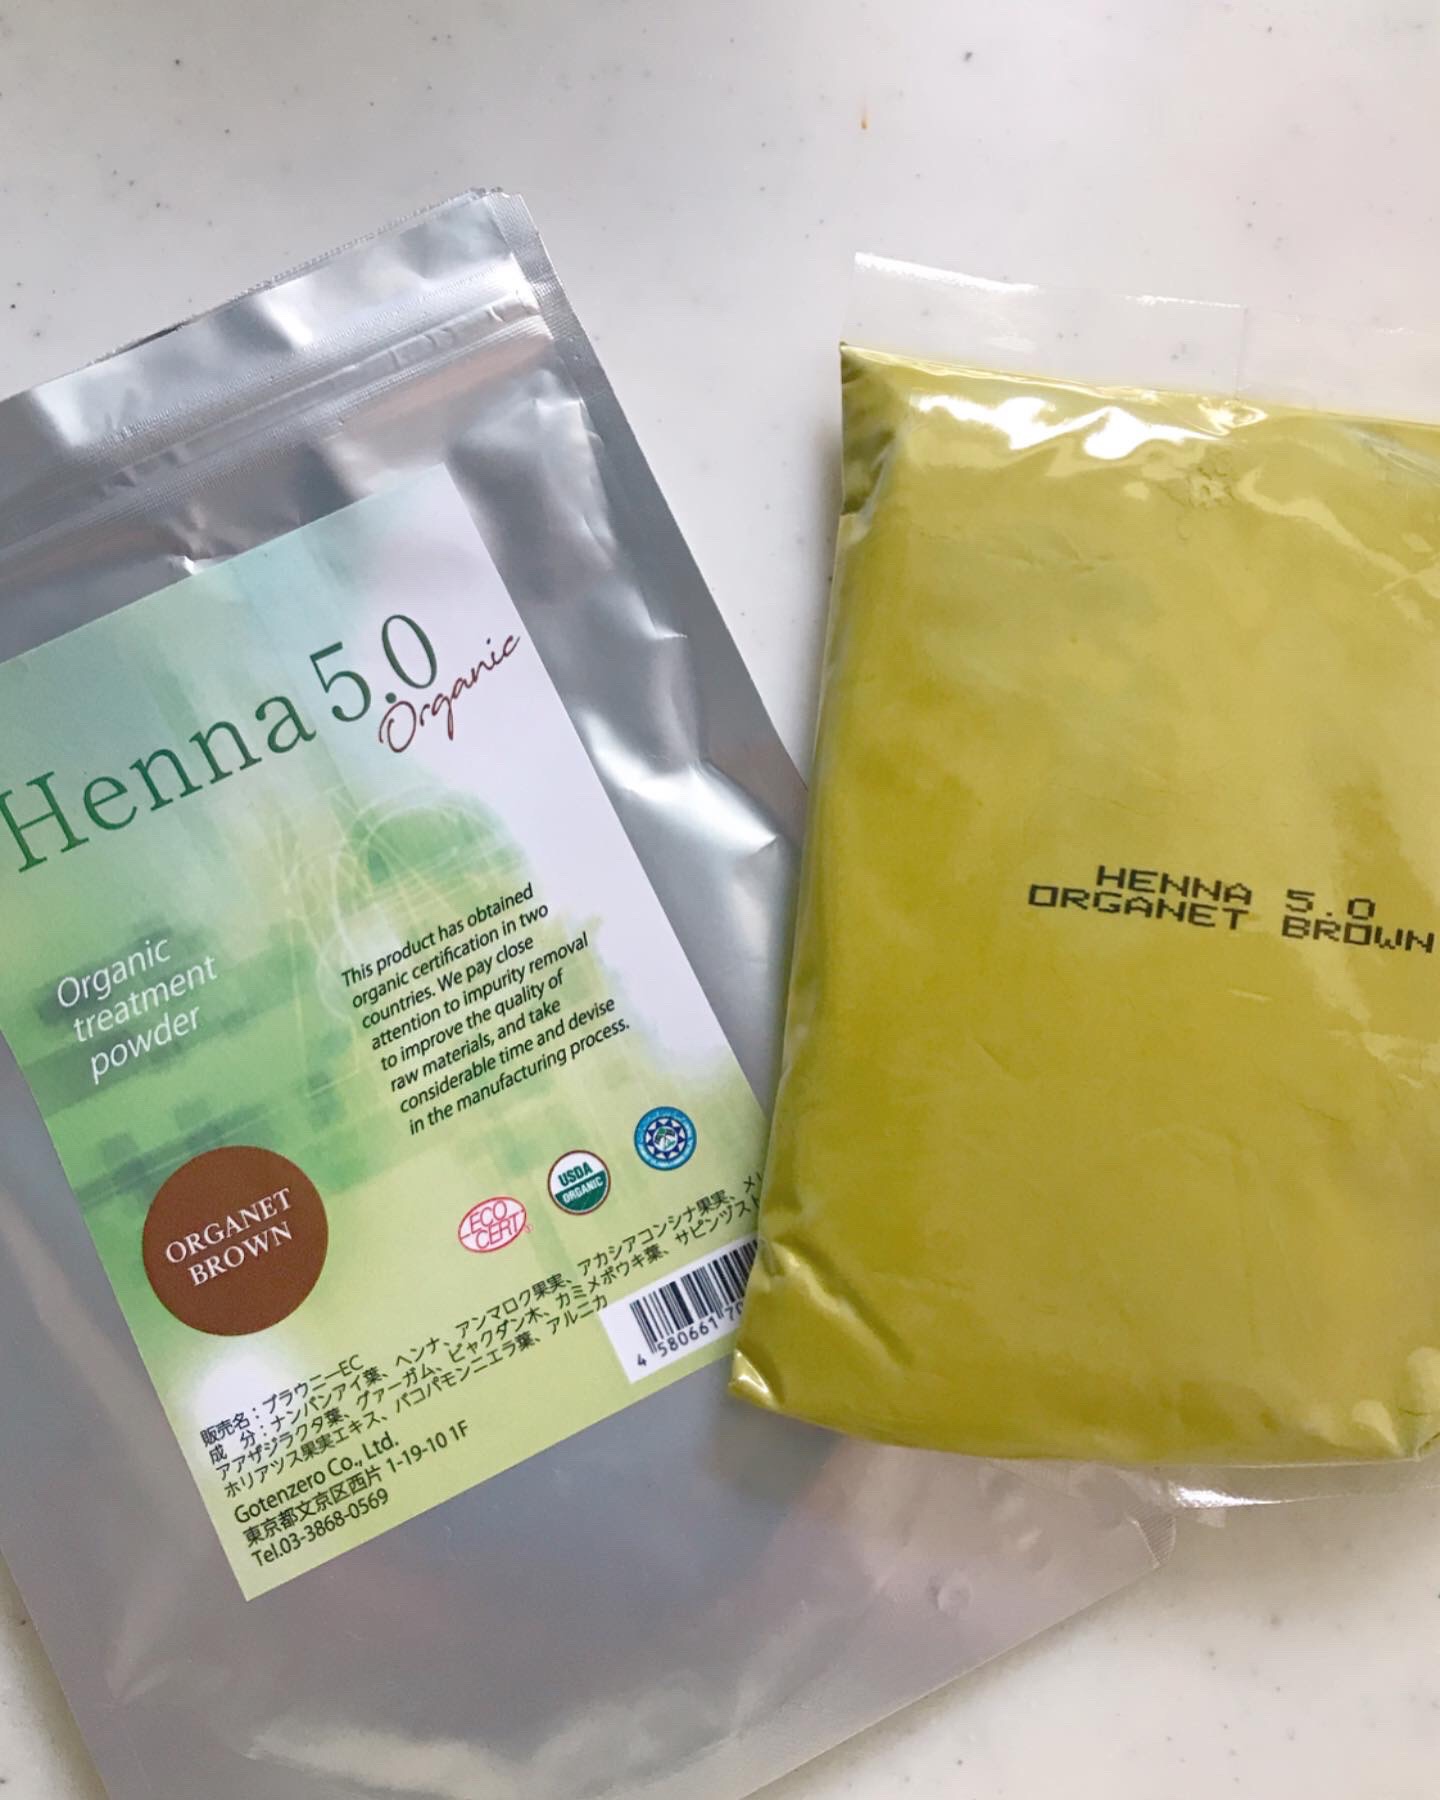 Henna 5.0
Organic
Organic
treatment
powder
This product has obtained
organic certification in two
countries. We pay close
attention to impurity removal
to improve the quality of
raw materials, and take
considerable time and devise
in the manufacturing process.
ORGANET
BROWN
ECO
CERT
USDA
ORGANIC
販売名：ブラウニーEC
成　分：ナンバンアイ葉、ヘンナ、アンマロク果実、アカシアコンシナ果実、メリ
アアザジラクタ葉、グアーガム、ビャクダン木、カミメボウキ葉、サピンヅスト
ホリアツス果実エキス、バコパモンニエラ葉、アルニカ
Gotenzero Co., Ltd.
東京都文京区西片 1-19-10 1F
Tel.03-3868-0569
4 580661
HENNA 5.0
ORGANET BROWN